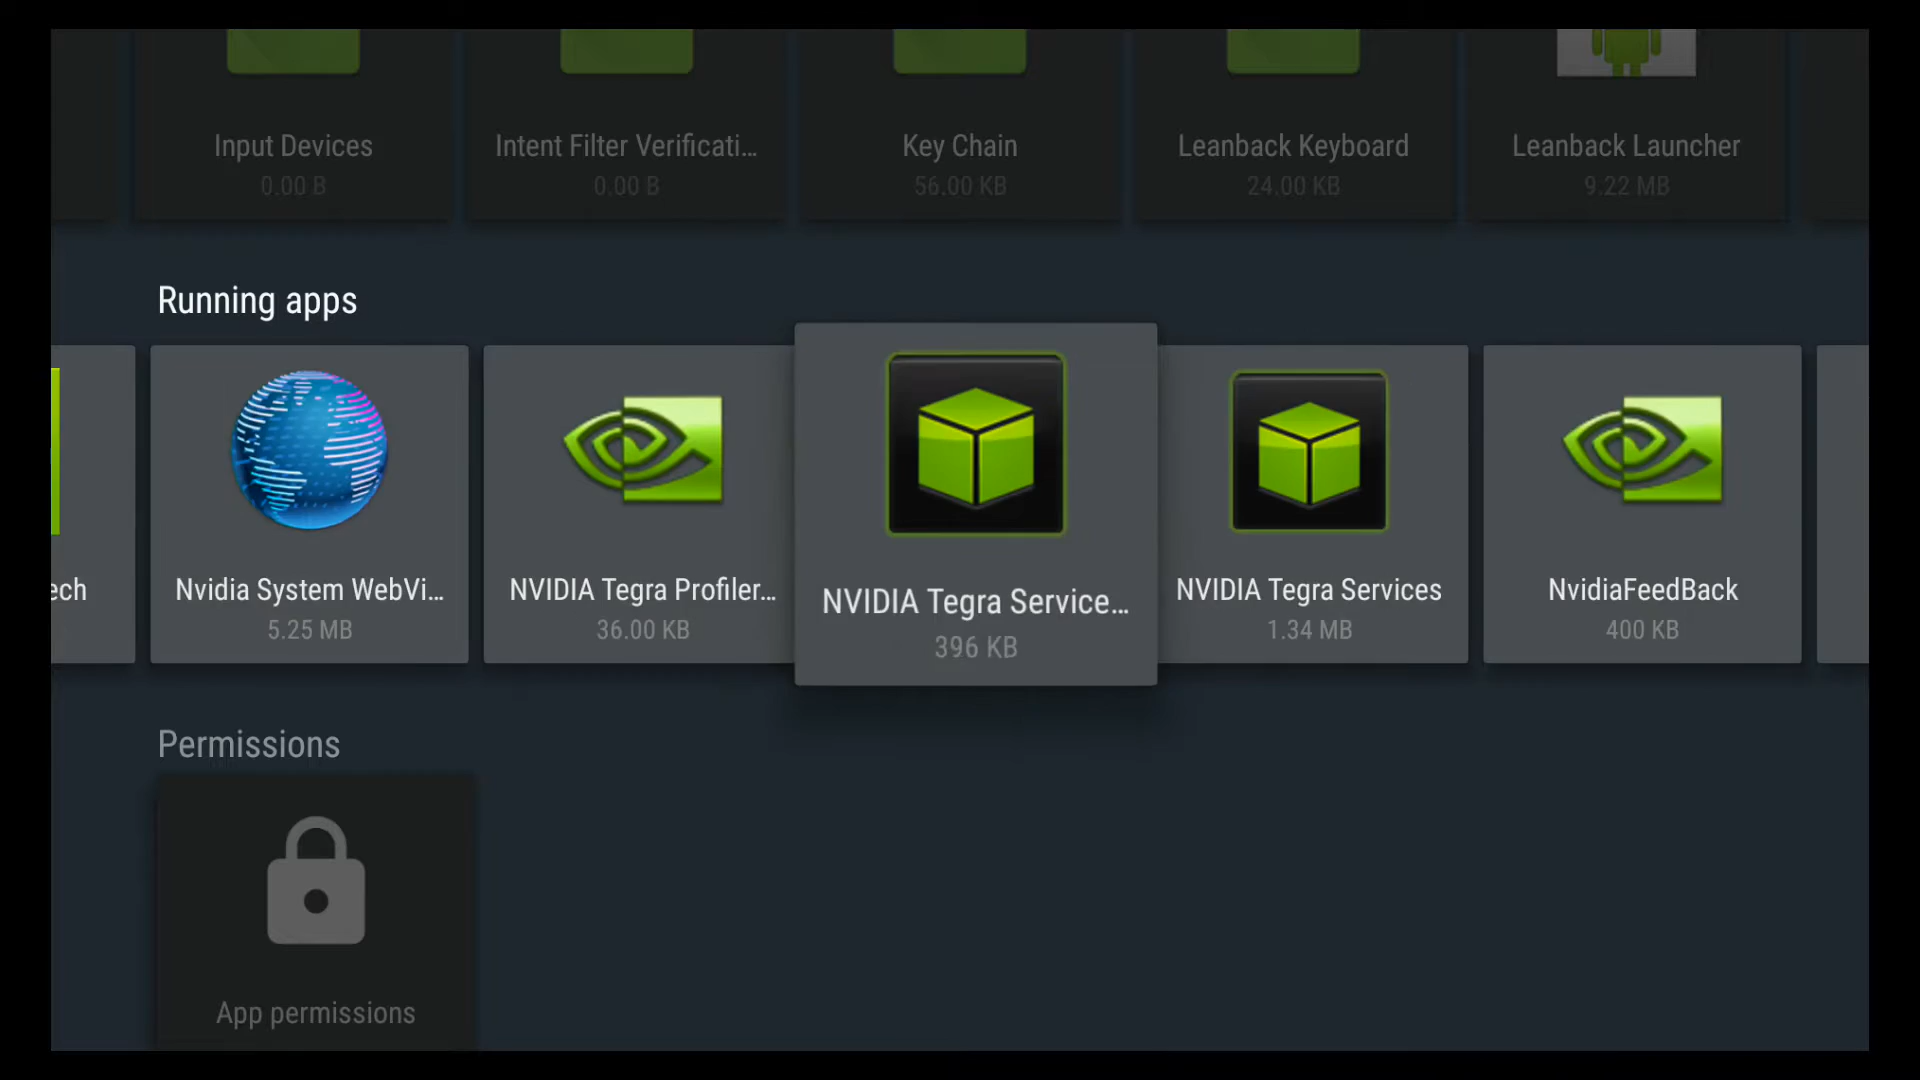 Input Devices
Intent Filter Verificati...
Key Chain
Leanback Keyboard
Leanback Launcher
0.00 B
0.00 B
56.00 KB
24.00 KB
9.22 MB
Running apps
ech
Nvidia System WebVi...
NVIDIA Tegra Profiler...
NVIDIA Tegra Service...
NVIDIA Tegra Services
NvidiaFeedBack
5.25 MB
36.00 KB
396 KB
1.34 MB
400 KB
Permissions
App permissions